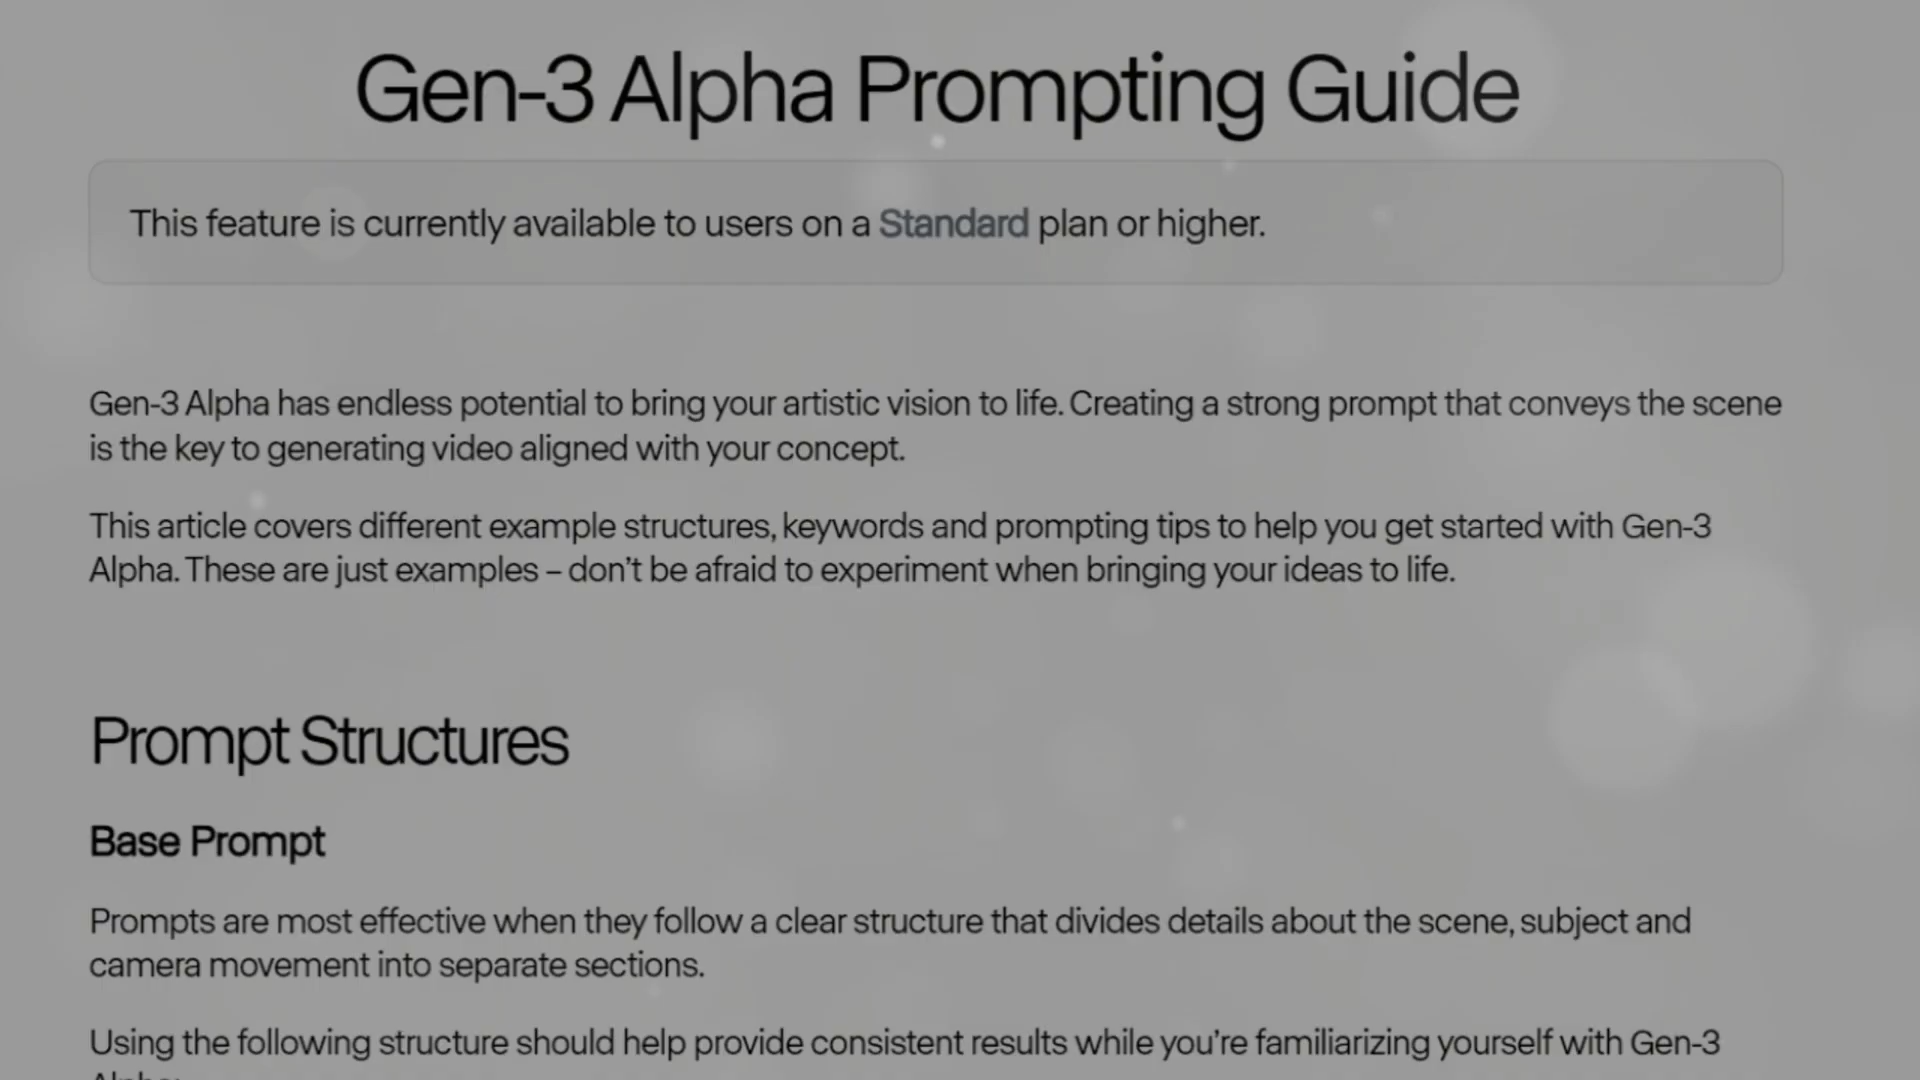 Gen-3 Alpha Prompting Guide
This feature is currently available to users on a Standard plan or higher.
Gen-3 Alpha has endless potential to bring your artistic vision to life. Creating a strong prompt that conveys the scene
is the key to generating video aligned with your concept.
This article covers different example structures, keywords and prompting tips to help you get started with Gen-3
Alpha. These are just examples – don’t be afraid to experiment when bringing your ideas to life.
Prompt Structures
Base Prompt
Prompts are most effective when they follow a clear structure that divides details about the scene, subject and
camera movement into separate sections.
Using the following structure should help provide consistent results while you’re familiarizing yourself with Gen-3